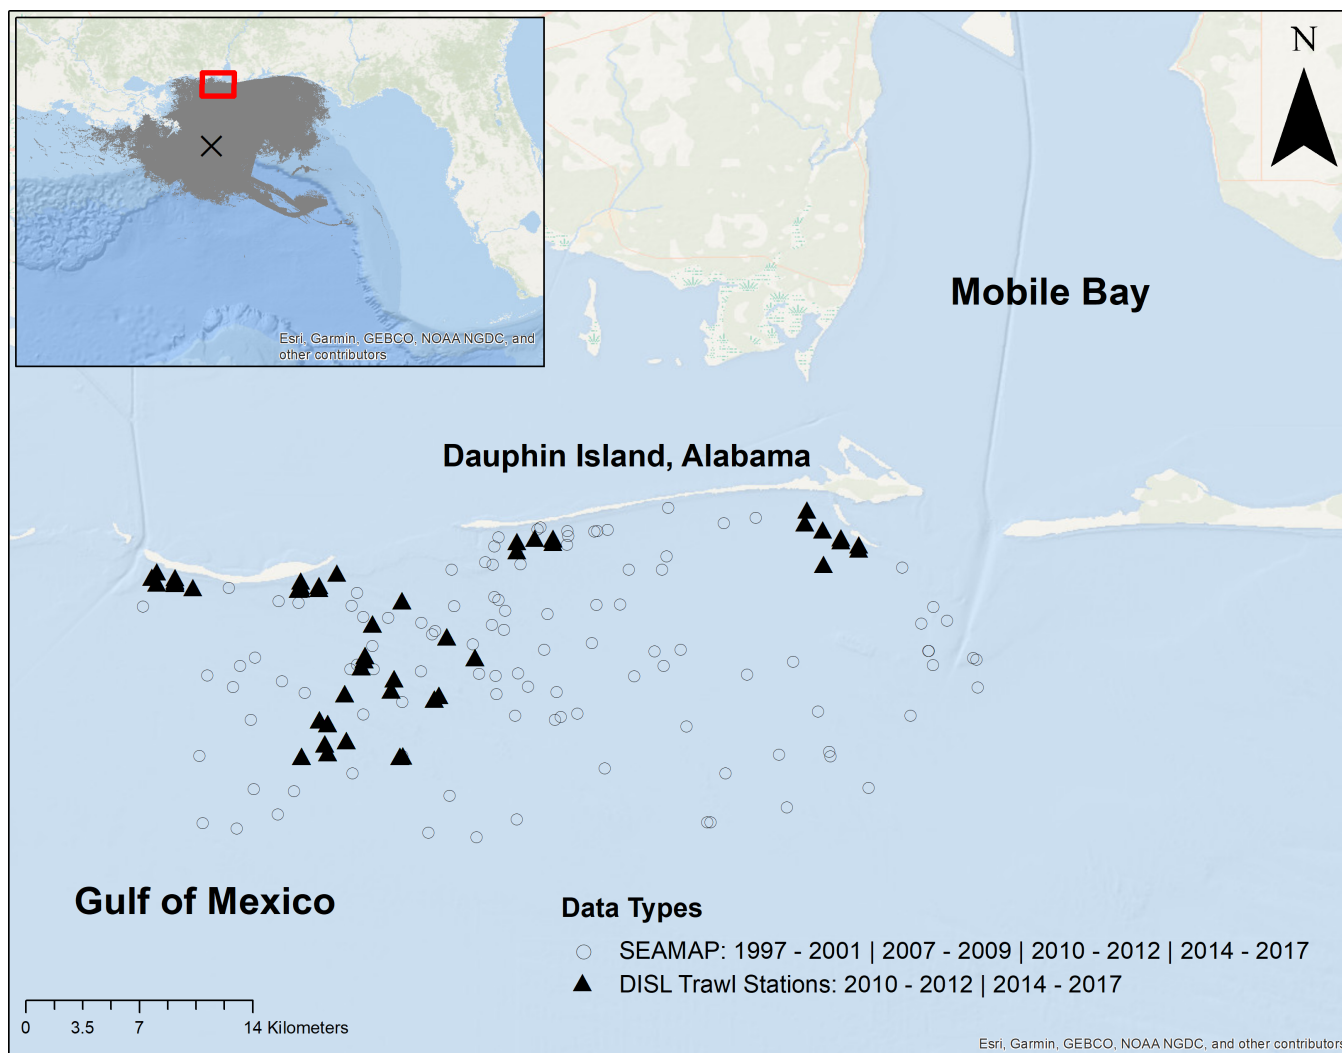 Esri, Garmin, GEBCO, NOAA NGDC, and
other contributors
N
Mobile Bay
Dauphin Island, Alabama
Gulf of Mexico
Data Types
SEAMAP: 1997 - 2001 | 2007 - 2009 | 2010 - 2012 | 2014 - 2017
DISL Trawl Stations: 2010 - 2012 | 2014 - 2017
0 3.5 7 14 Kilometers
Esri, Garmin, GEBCO, NOAA NGDC, and other contributors